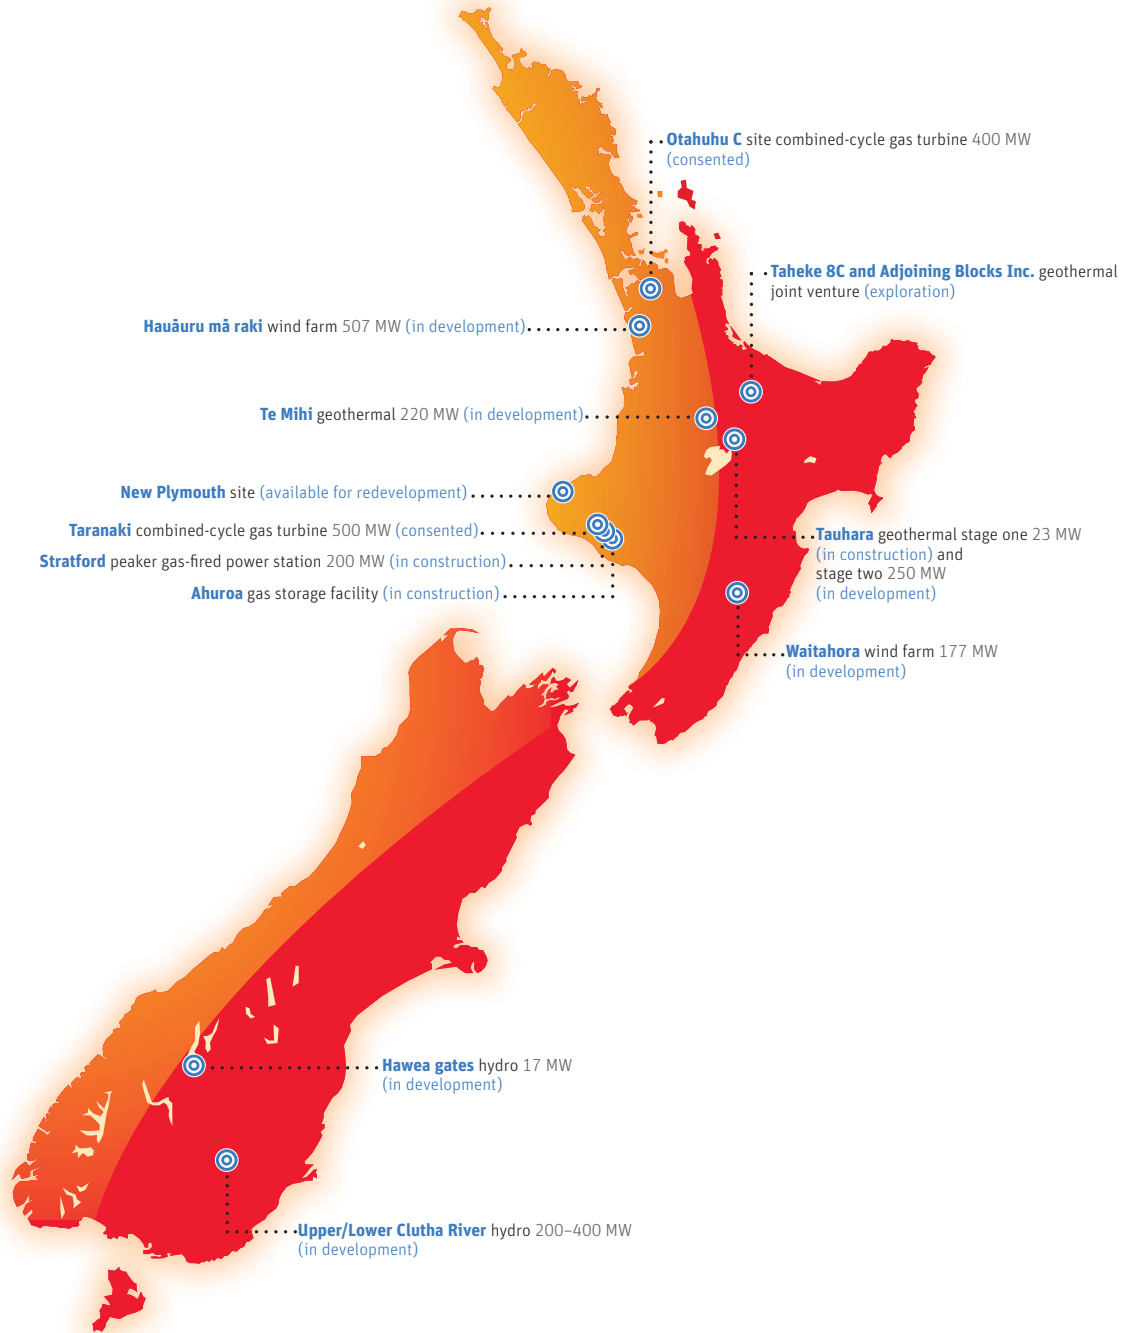 Otahuhu C site combined-cycle gas turbine 400 MW
(consented)
Taheke 8C and Adjoining Blocks Inc. geothermal
joint venture (exploration)
Hauāuru mā raki wind farm 507 MW (in development)
Te Mihi geothermal 220 MW (in development)
New Plymouth site (available for redevelopment)
Taranaki combined-cycle gas turbine 500 MW (consented)
Stratford peaker gas-fired power station 200 MW (in construction)
Ahuroa gas storage facility (in construction)
Tauhara geothermal stage one 23 MW
(in construction) and
stage two 250 MW
(in development)
Waitahora wind farm 177 MW
(in development)
Hawea gates hydro 17 MW
(in development)
Upper/Lower Clutha River hydro 200–400 MW
(in development)